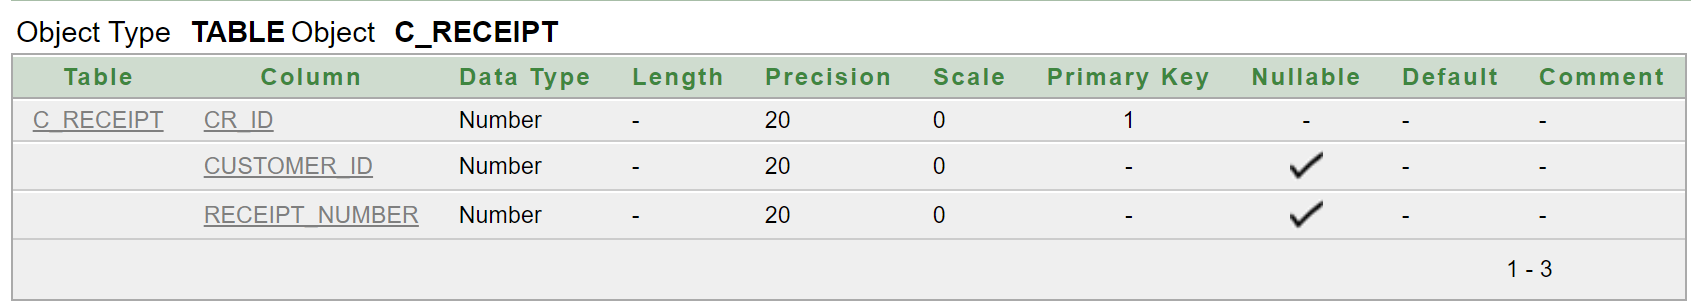 Object Type TABLE Object C_RECEIPT
Table Column Data Type Length Precision Scale Primary Key Nullable Default Comment
C_RECEIPT CR_ID Number - 20 0 1 - - -
CUSTOMER_ID Number - 20 0 - ✓ - -
RECEIPT_NUMBER Number - 20 0 - ✓ - -
1 - 3